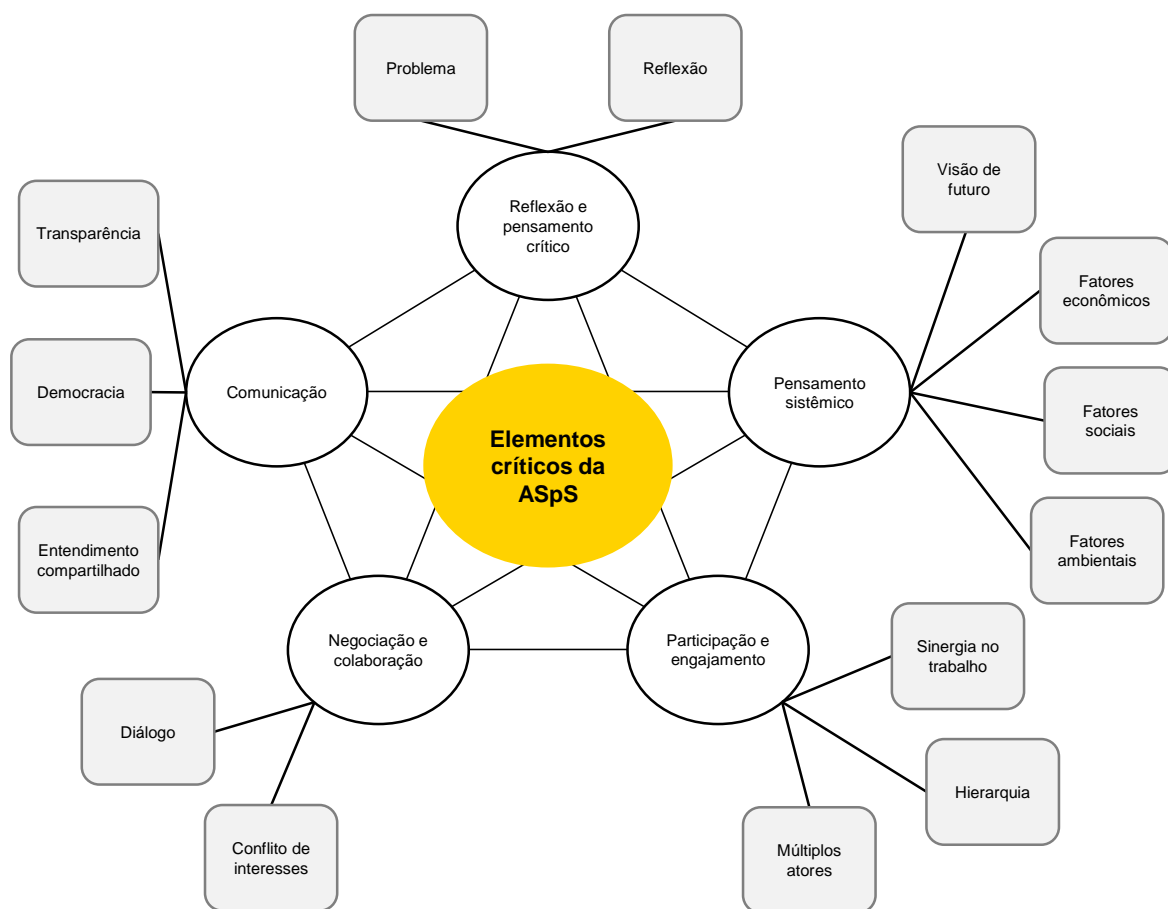 Problema
Reflexão
Reflexão e
pensamento
crítico
Visão de
futuro
Transparência
Fatores
econômicos
Democracia
Comunicação
Pensamento
sistêmico
Fatores
sociais
Elementos
críticos da
ASpS
Entendimento
compartilhado
Fatores
ambientais
Negociação e
colaboração
Participação e
engajamento
Sinergia no
trabalho
Diálogo
Hierarquia
Conflito de
interesses
Múltiplos
atores